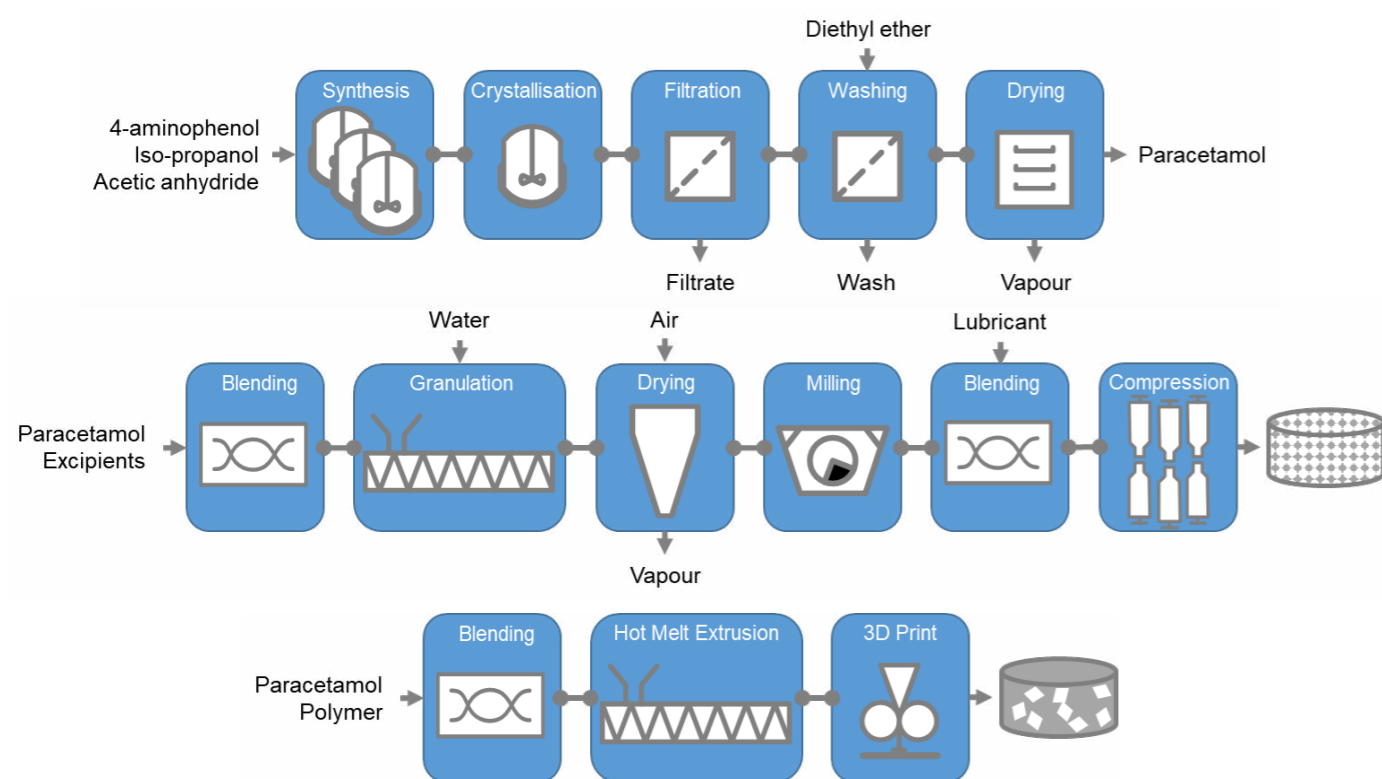 Diethyl ether
Synthesis
Crystallisation
Filtration
Washing
Drying
4-aminophenol
Iso-propanol
Acetic anhydride
Paracetamol
Filtrate
Wash
Vapour
Water
Air
Lubricant
Blending
Granulation
Drying
Milling
Blending
Compression
Paracetamol
Excipients
Vapour
Blending
Hot Melt Extrusion
3D Print
Paracetamol
Polymer